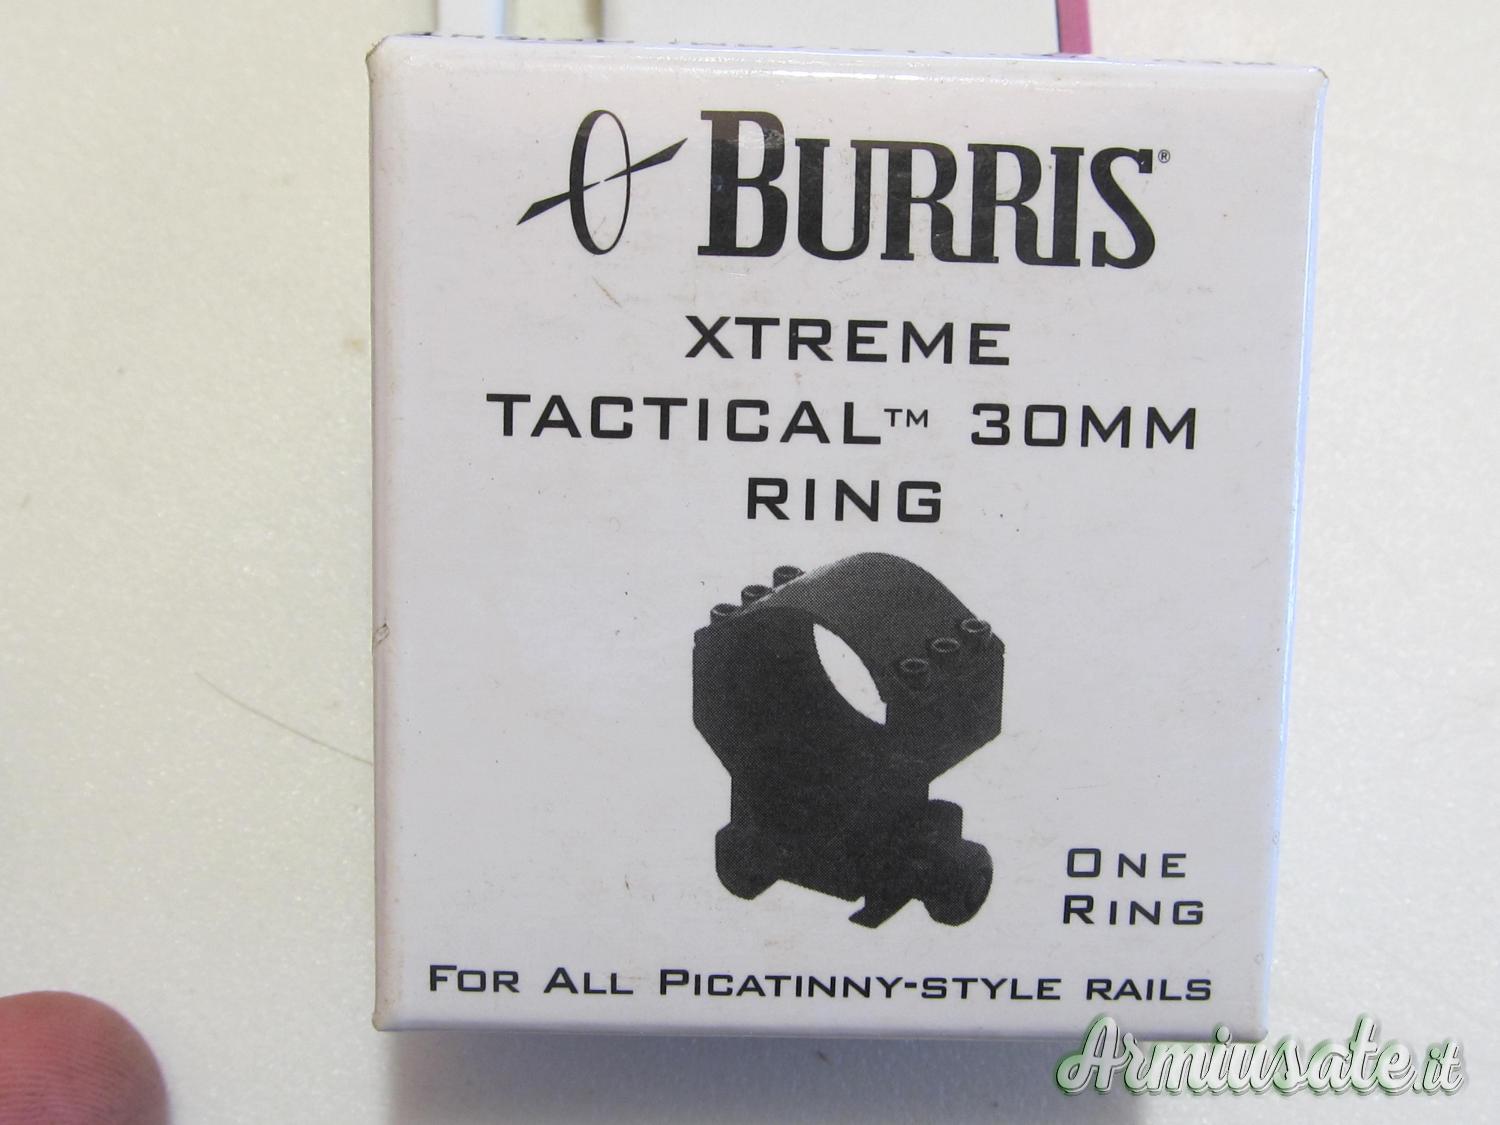 BURRIS®
XTREME
TACTICAL™ 30MM
RING
ONE
RING
FOR ALL PICATINNY-STYLE RAILS
Armiusate.it